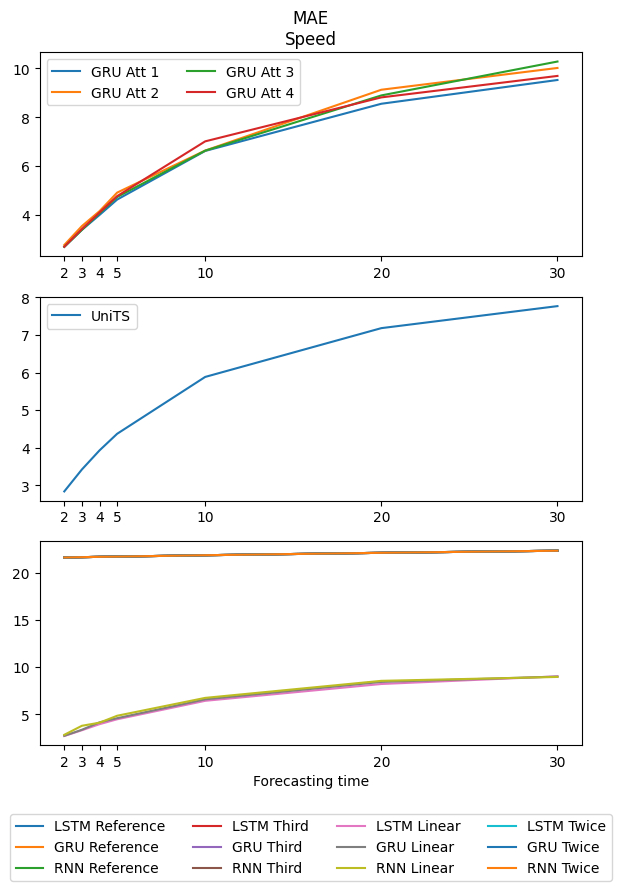 MAE
Speed
GRU Att 1 GRU Att 3
GRU Att 2 GRU Att 4
10
8
6
4
2 3 4 5 10 20 30
UniTS
8
7
6
5
4
3
2 3 4 5 10 20 30
20
15
10
5
2 3 4 5 10 20 30
Forecasting time
LSTM Reference LSTM Third LSTM Linear LSTM Twice
GRU Reference GRU Third GRU Linear GRU Twice
RNN Reference RNN Third RNN Linear RNN Twice